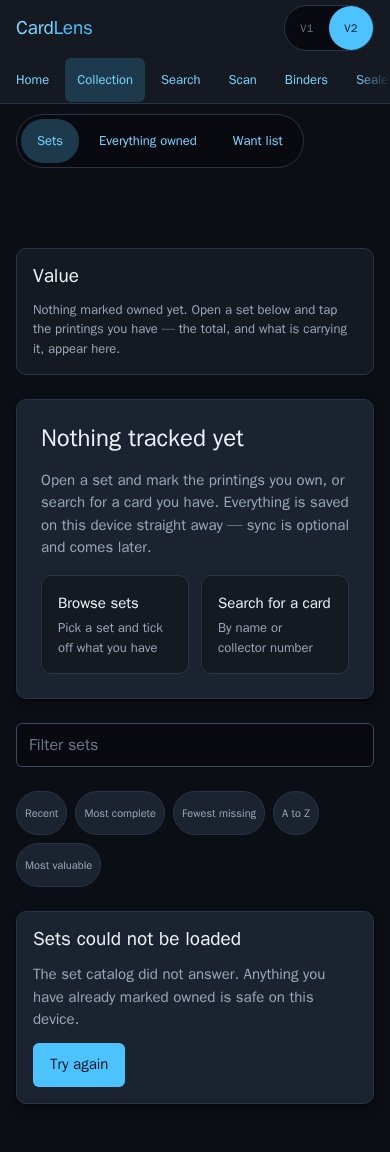 CardLens
V1 V2
Home Collection Search Scan Binders Seale
Sets Everything owned Want list
Value
Nothing marked owned yet. Open a set below and tap
the printings you have — the total, and what is carrying
it, appear here.
Nothing tracked yet
Open a set and mark the printings you own, or
search for a card you have. Everything is saved
on this device straight away — sync is optional
and comes later.
Browse sets
Pick a set and tick
off what you have
Search for a card
By name or
collector number
Filter sets
Recent Most complete Fewest missing A to Z
Most valuable
Sets could not be loaded
The set catalog did not answer. Anything you
have already marked owned is safe on this
device.
Try again